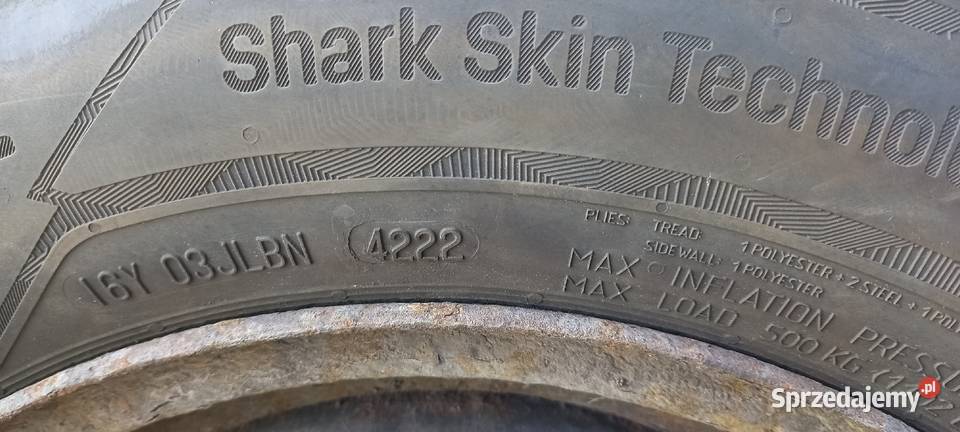 Shark Skin Technol
16Y 03JLBN 4222
PLIES: TREAD: 1 POLYESTER + 2 STEEL + 1 POL
SIDEWALL: 1 POLYESTER
MAX INFLATION PRESS
MAX LOAD 500 KG
Sprzedajemy.pl